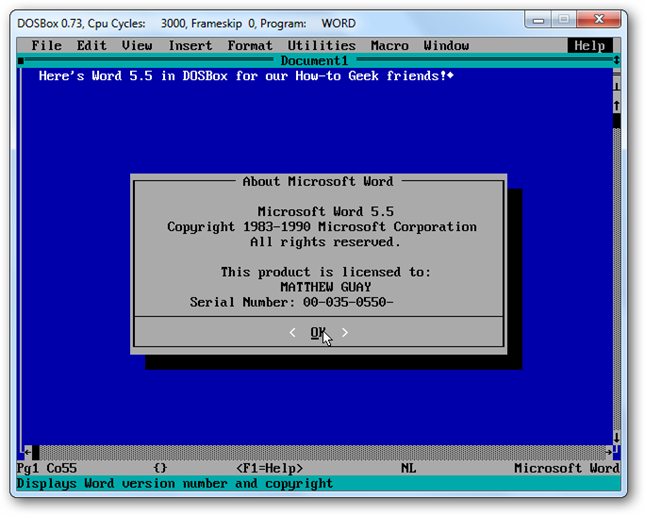 DOSBox 0.73, Cpu Cycles: 3000, Frameskip 0, Program: WORD
File Edit View Insert Format Utilities Macro Window Help
Document1
Here's Word 5.5 in DOSBox for our How-to Geek friends!
About Microsoft Word
Microsoft Word 5.5
Copyright 1983-1990 Microsoft Corporation
All rights reserved.
This product is licensed to:
MATTHEW GUAY
Serial Number: 00-035-0550-
< OK >
Pg1 Co55 {} <F1=Help> NL Microsoft Word
Displays Word version number and copyright